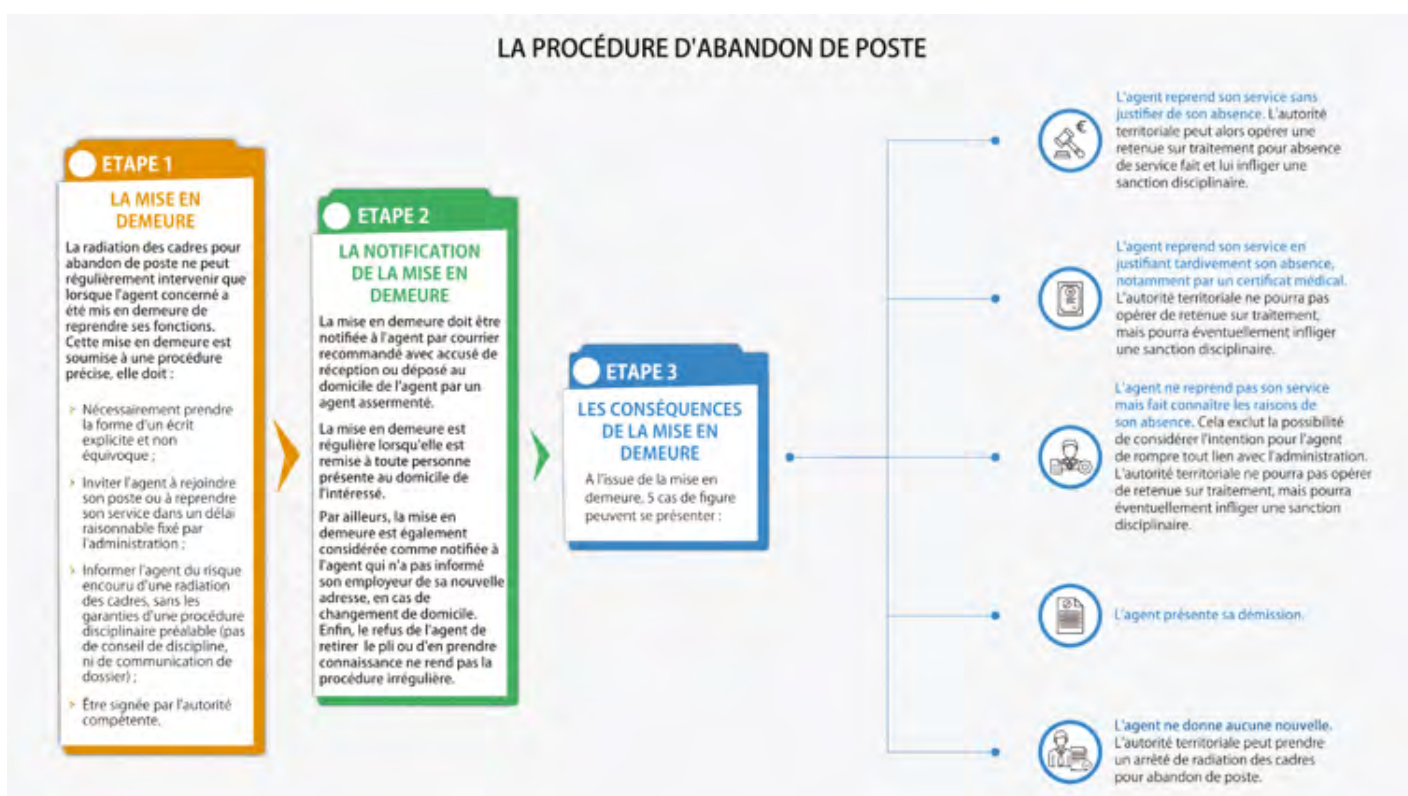 LA PROCÉDURE D'ABANDON DE POSTE
ETAPE 1
LA MISE EN
DEMEURE
La radiation des cadres pour
abandon de poste ne peut
régulièrement intervenir que
lorsque l'agent concerné a
été mis en demeure de
reprendre ses fonctions.
Cette mise en demeure est
soumise à une procédure
précise, elle doit :
> Nécessairement prendre
la forme d'un écrit
explicite et non
équivoque ;
> Inviter l'agent à rejoindre
son poste ou à reprendre
son service dans un délai
raisonnable fixé par
l'administration ;
> Informer l'agent du risque
encouru d'une radiation
des cadres, sans les
garanties d'une procédure
disciplinaire préalable (pas
de conseil de discipline,
ni de communication de
dossier) ;
> Être signée par l'autorité
compétente.
ETAPE 2
LA NOTIFICATION
DE LA MISE EN
DEMEURE
La mise en demeure doit être
notifiée à l'agent par courrier
recommandé avec accusé de
réception ou déposé au
domicile de l'agent par un
agent assermenté.
La mise en demeure est
régulière lorsqu'elle est
remise à toute personne
présente au domicile de
l'intéressé.
Par ailleurs, la mise en
demeure est également
considérée comme notifiée à
l'agent qui n'a pas informé
son employeur de sa nouvelle
adresse, en cas de
changement de domicile.
Enfin, le refus de l'agent de
retirer le pli ou d'en prendre
connaissance ne rend pas la
procédure irrégulière.
ETAPE 3
LES CONSÉQUENCES
DE LA MISE EN
DEMEURE
A l'issue de la mise en
demeure, 5 cas de figure
peuvent se présenter :
L'agent reprend son service sans
justifier de son absence. L'autorité
territoriale peut alors opérer une
retenue sur traitement pour absence
de service fait et lui infliger une
sanction disciplinaire.
L'agent reprend son service en
justifiant tardivement son absence,
notamment par un certificat médical.
L'autorité territoriale ne pourra pas
opérer de retenue sur traitement,
mais pourra éventuellement infliger
une sanction disciplinaire.
L'agent ne reprend pas son service
mais fait connaître les raisons de
son absence. Cela exclut la possibilité
de considérer l'intention pour l'agent
de rompre tout lien avec l'administration.
L'autorité territoriale ne pourra pas opérer
de retenue sur traitement, mais pourra
éventuellement infliger une sanction
disciplinaire.
L'agent présente sa démission.
L'agent ne donne aucune nouvelle.
L'autorité territoriale peut prendre
un arrêté de radiation des cadres
pour abandon de poste.